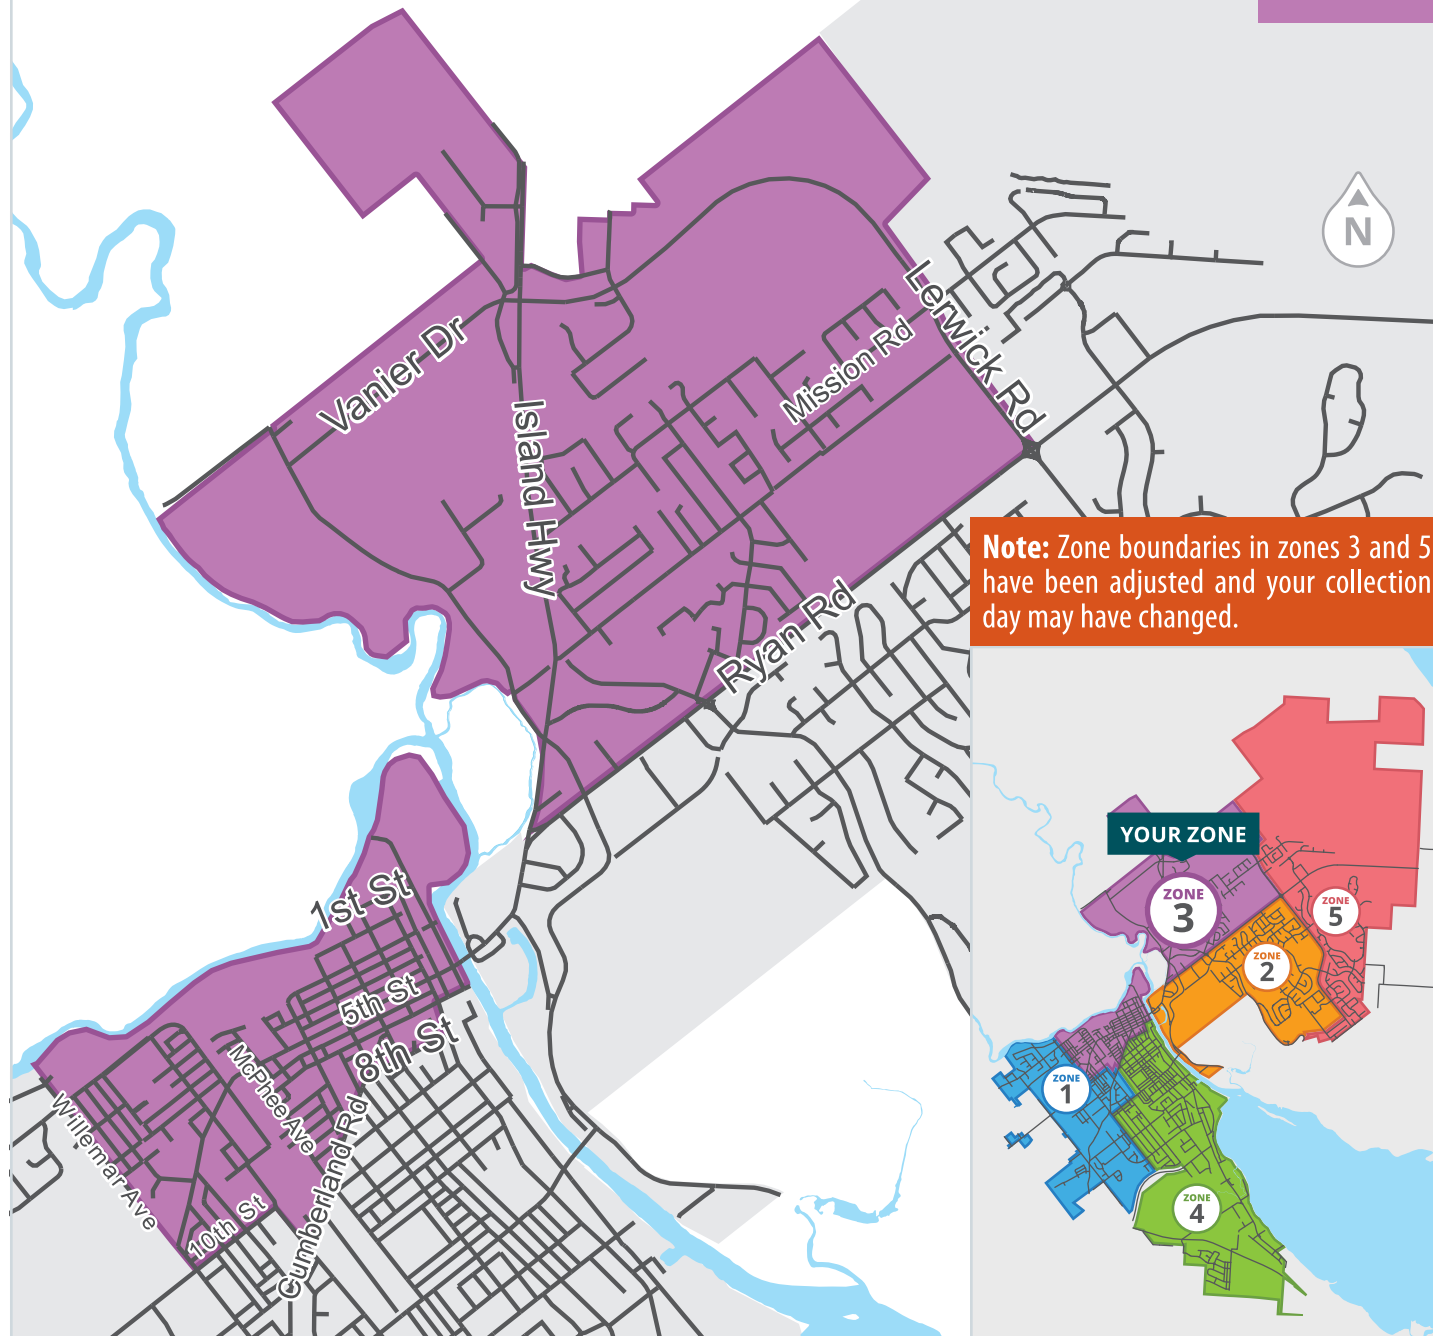 N
Lerwick Rd
Vanier Dr
Mission Rd
Island Hwy
Note: Zone boundaries in zones 3 and 5
have been adjusted and your collection
day may have changed.
Ryan Rd
YOUR ZONE
ZONE
3
ZONE
5
ZONE
2
1st St
5th St
8th St
McPhee Ave
Willemar Ave
Cumberland Rd
10th St
ZONE
1
ZONE
4